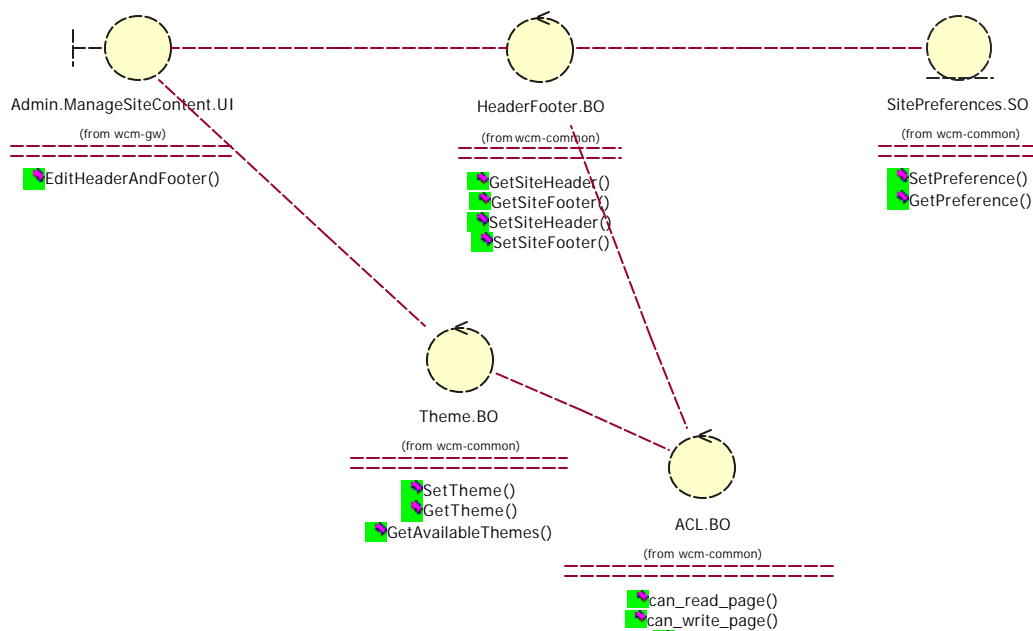 Admin.ManageSiteContent.UI
(from wcm-gw)
EditHeaderAndFooter()
HeaderFooter.BO
(from wcm-common)
GetSiteHeader()
GetSiteFooter()
SetSiteHeader()
SetSiteFooter()
SitePreferences.SO
(from wcm-common)
SetPreference()
GetPreference()
Theme.BO
(from wcm-common)
SetTheme()
GetTheme()
GetAvailableThemes()
ACL.BO
(from wcm-common)
can_read_page()
can_write_page()